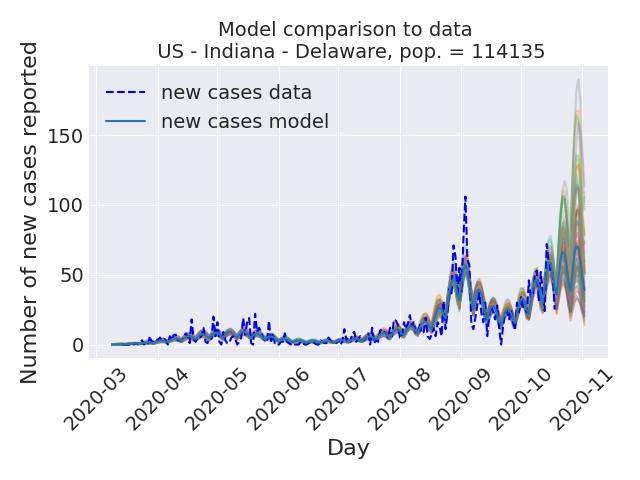 Model comparison to data
US - Indiana - Delaware, pop. = 114135
Number of new cases reported
new cases data
new cases model
150
100
50
0
2020-03
2020-04
2020-05
2020-06
2020-07
2020-08
2020-09
2020-10
2020-11
Day